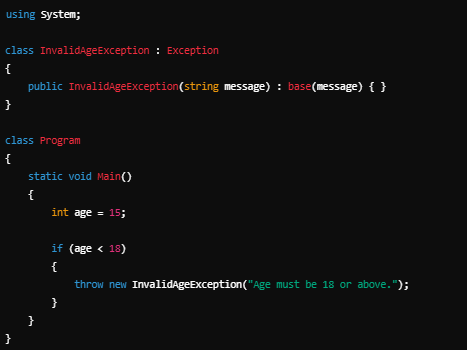 using System;

class InvalidAgeException : Exception
{
    public InvalidAgeException(string message) : base(message) { }
}

class Program
{
    static void Main()
    {
        int age = 15;

        if (age < 18)
        {
            throw new InvalidAgeException("Age must be 18 or above.");
        }
    }
}